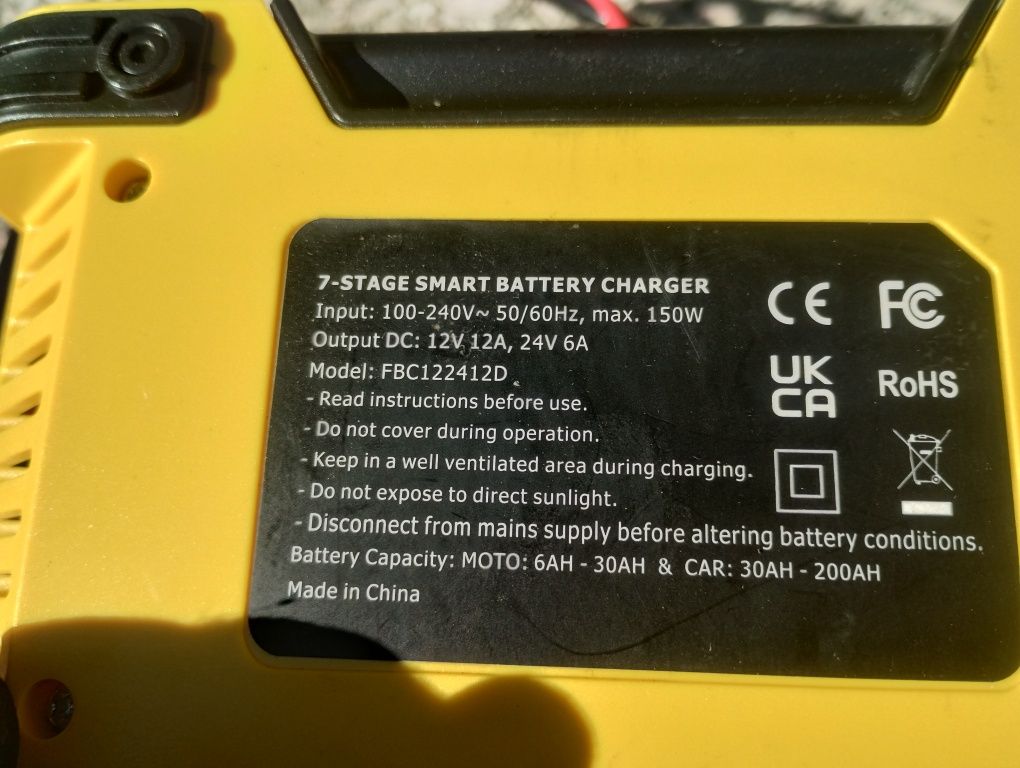 7-STAGE SMART BATTERY CHARGER
Input: 100-240V~ 50/60Hz, max. 150W
Output DC: 12V 12A, 24V 6A
Model: FBC122412D
- Read instructions before use.
- Do not cover during operation.
- Keep in a well ventilated area during charging.
- Do not expose to direct sunlight.
- Disconnect from mains supply before altering battery conditions.
Battery Capacity: MOTO: 6AH - 30AH & CAR: 30AH - 200AH
Made in China
CE
FC
UK
CA
RoHS